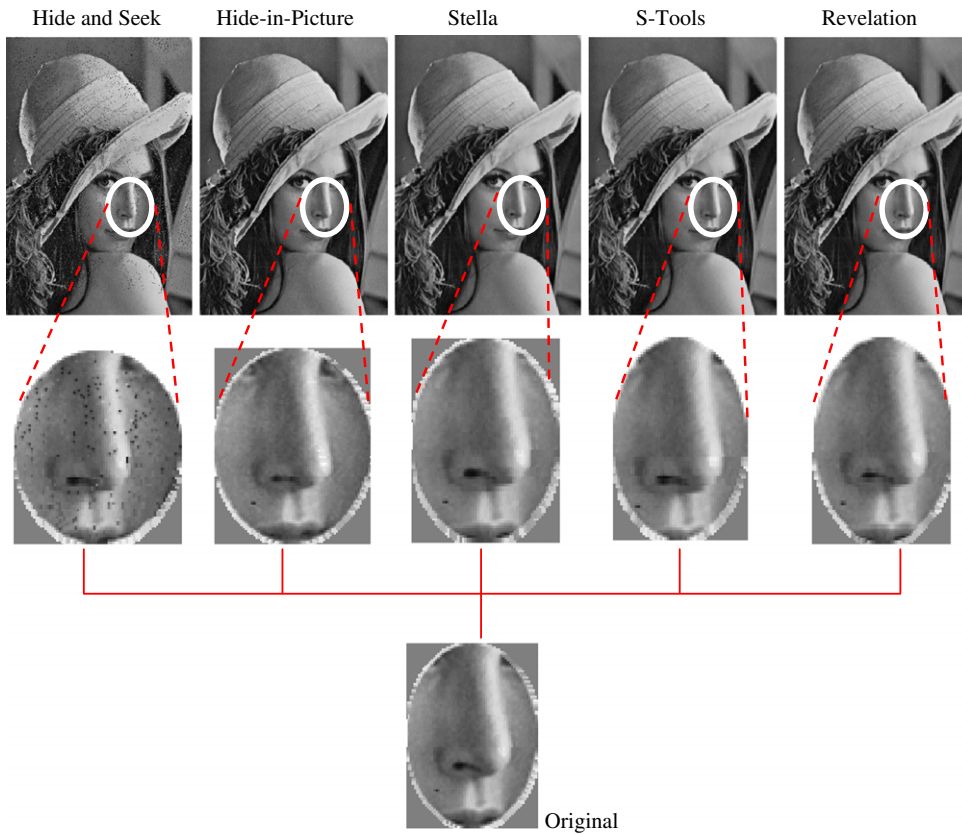 Hide and Seek
Hide-in-Picture
Stella
S-Tools
Revelation
Original